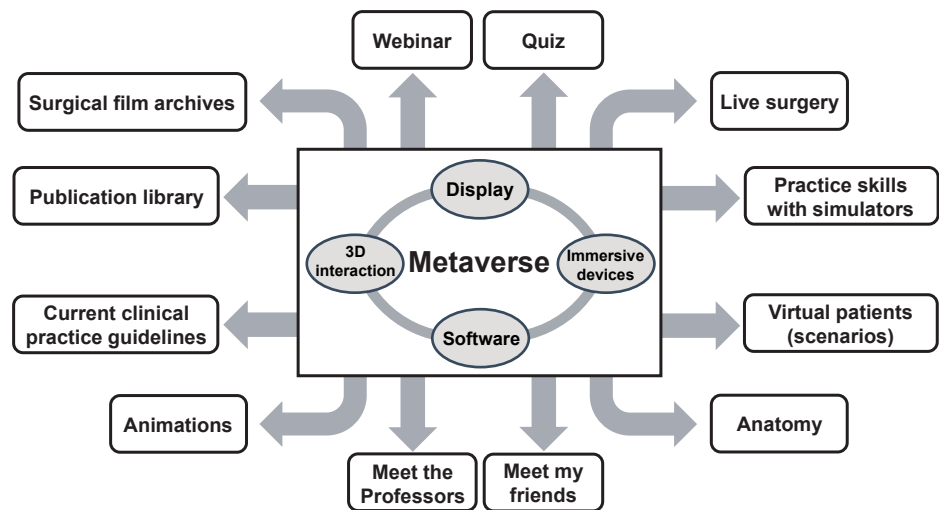 Webinar
Quiz
Surgical film archives
Live surgery
Publication library
Practice skills
with simulators
Display
3D
interaction
Metaverse
Immersive
devices
Software
Current clinical
practice guidelines
Virtual patients
(scenarios)
Animations
Anatomy
Meet the
Professors
Meet my
friends